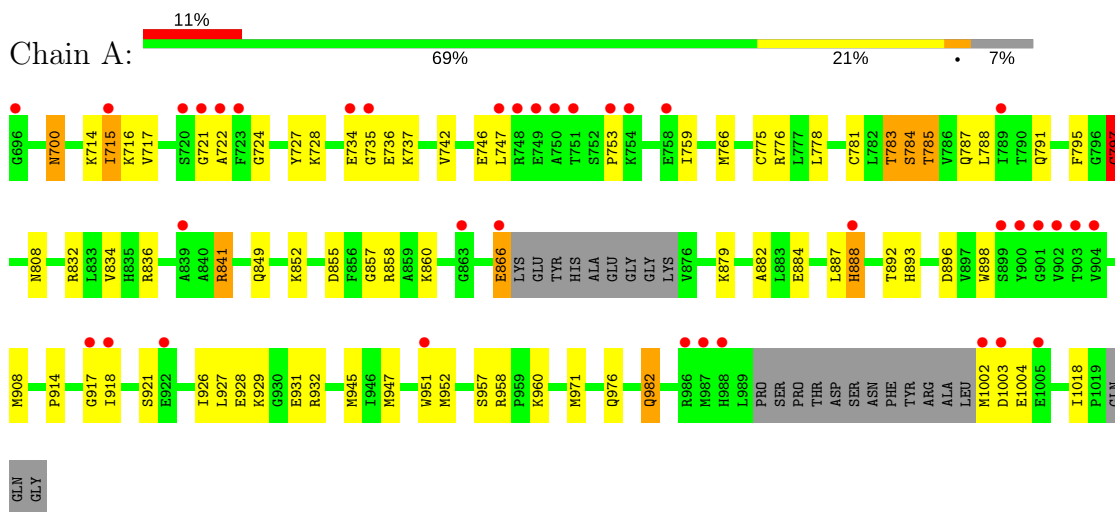 11%
Chain A:
69% 21% • 7%
G696 N700 K714 I715 K716 V717 S720 G721 A722 F723 G724 Y727 K728 E734 G735 E736 K737 V742 E746 L747 R748 E749 A750 T751 S752 P753 K754 E758 I759 M766 C775 R776 L777 L778 C781 L782 T783 S784 T785 V786 Q787 L788 I789 T790 Q791 F795 G796
N808 R832 L833 V834 H835 R836 A839 A840 R841 Q849 K852 D855 F856 G857 R858 A859 K860 G863 E866 LYS GLU TYR HIS ALA GLU GLY GLY LYS V876 K879 A882 L883 E884 L887 H888 T892 H893 D896 V897 W898 S899 Y900 G901 V902 T903 V904
M908 P914 G917 I918 S921 E922 I926 L927 E928 K929 G930 E931 R932 M945 I946 M947 W951 M952 S957 R958 P959 K960 M971 Q976 Q982 R986 M987 H988 L989 PRO SER PRO THR ASP SER ASN PHE TYR ARG ALA LEU M1002 D1003 E1004 E1005 I1018 P1019 GLN
GLN GLY